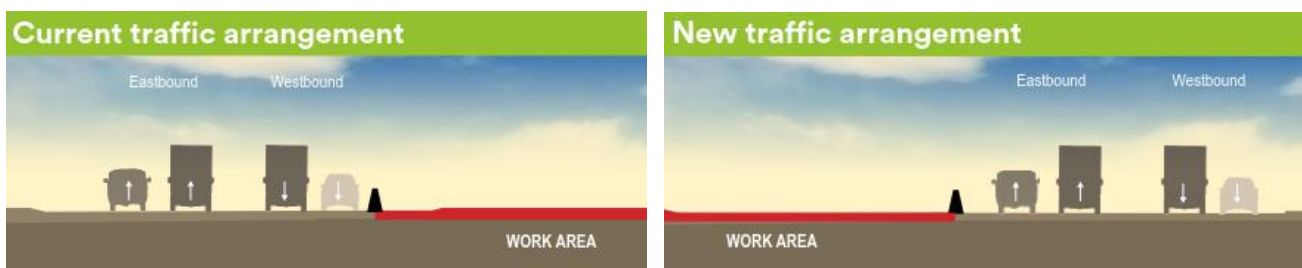 Current traffic arrangement
Eastbound Westbound
WORK AREA
New traffic arrangement
Eastbound Westbound
WORK AREA